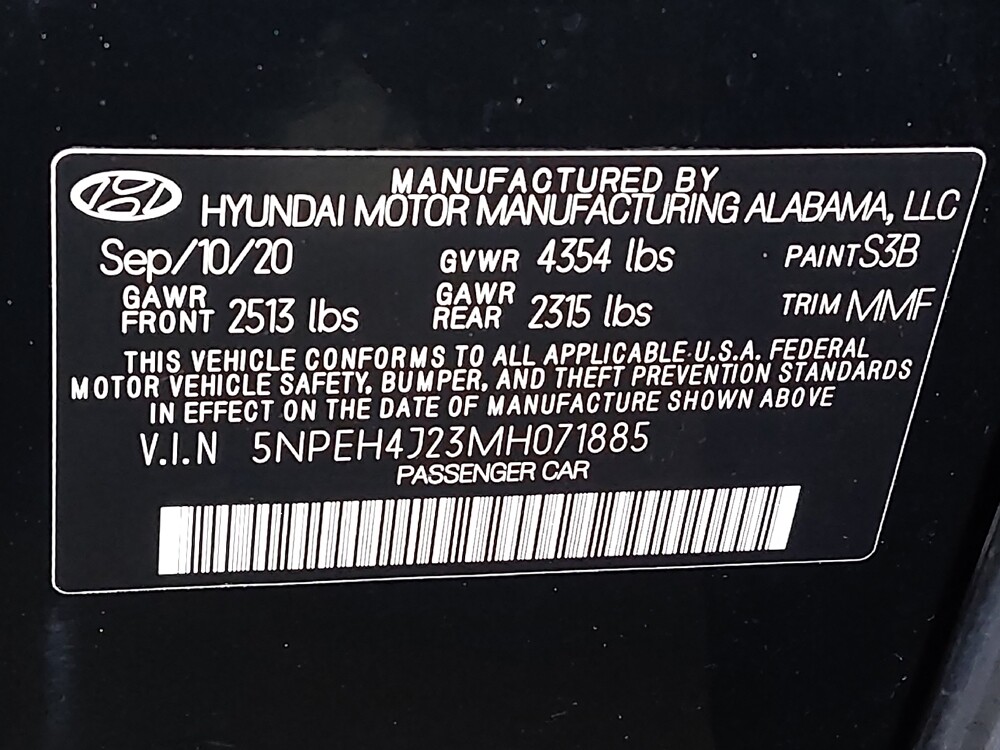 MANUFACTURED BY
HYUNDAI MOTOR MANUFACTURING ALABAMA, LLC
Sep/10/20 GVWR 4354 lbs PAINT S3B
GAWR FRONT 2513 lbs GAWR REAR 2315 lbs TRIM MMF
THIS VEHICLE CONFORMS TO ALL APPLICABLE U.S.A. FEDERAL
MOTOR VEHICLE SAFETY, BUMPER, AND THEFT PREVENTION STANDARDS
IN EFFECT ON THE DATE OF MANUFACTURE SHOWN ABOVE
V.I.N 5NPEH4J23MH071885
PASSENGER CAR